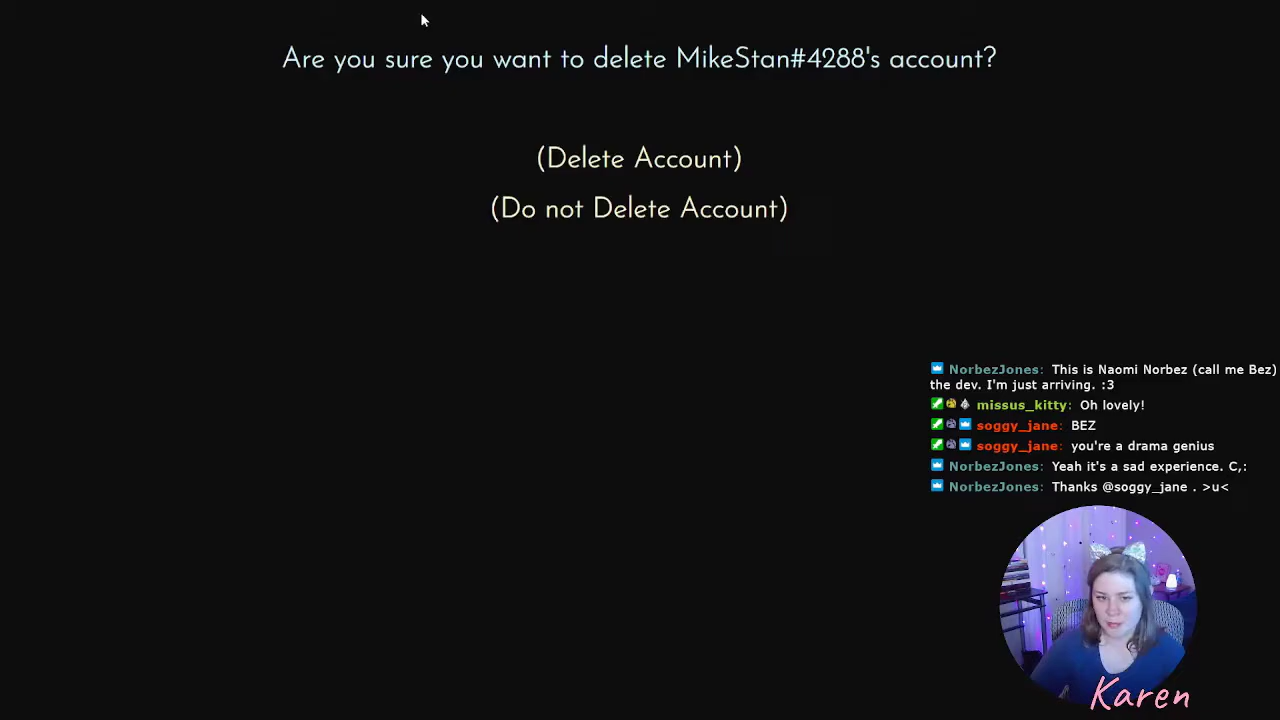 Are you sure you want to delete MikeStan#4288's account?
(Delete Account)
(Do not Delete Account)
NorbezJones: This is Naomi Norbez (call me Bez)
the dev. I'm just arriving. :3
missus_kitty: Oh lovely!
soggy_jane: BEZ
soggy_jane: you're a drama genius
NorbezJones: Yeah it's a sad experience. C,:
NorbezJones: Thanks @soggy_jane . >u<
Karen